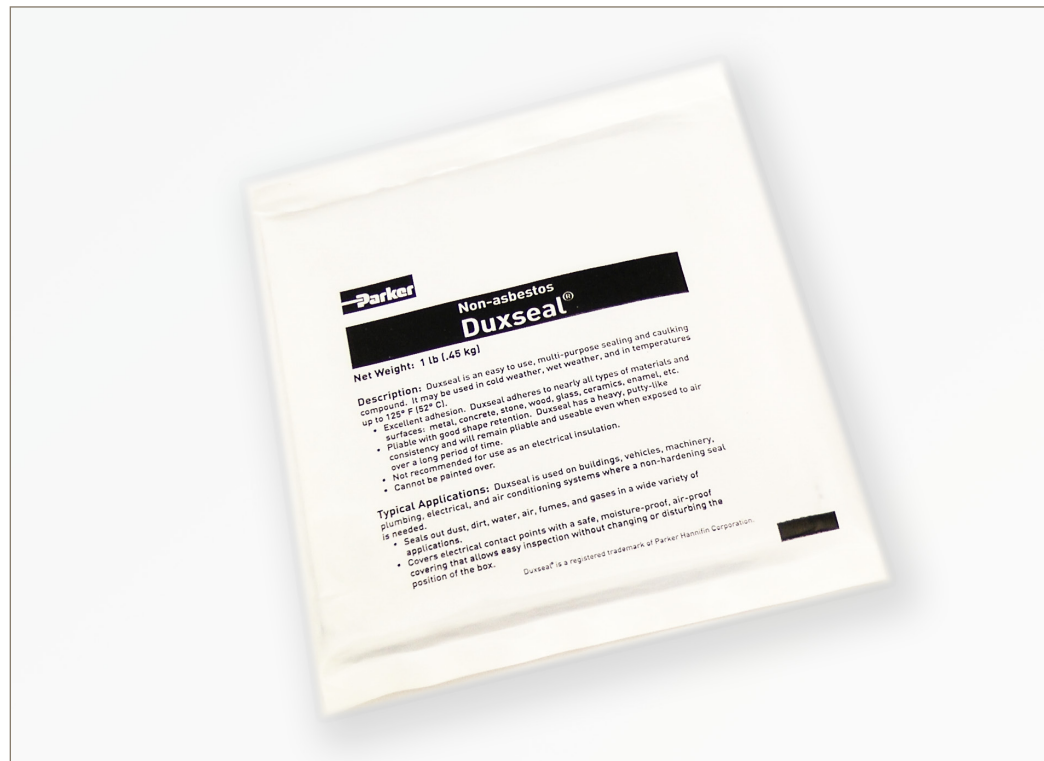 Parker
Non-asbestos
Duxseal®
Net Weight: 1 lb (.45 kg)
Description: Duxseal is an easy to use, multi-purpose sealing and caulking
compound. It may be used in cold weather, wet weather, and in temperatures
up to 125° F (52° C).
• Excellent adhesion. Duxseal adheres to nearly all types of materials and
surfaces: metal, concrete, stone, wood, glass, ceramics, enamel, etc.
• Pliable with good shape retention. Duxseal has a heavy, putty-like
consistency and will remain pliable and useable even when exposed to air
over a long period of time.
• Not recommended for use as an electrical insulation.
• Cannot be painted over.
Typical Applications: Duxseal is used on buildings, vehicles, machinery,
plumbing, electrical, and air conditioning systems where a non-hardening seal
is needed.
• Seals out dust, dirt, water, air, fumes, and gases in a wide variety of
applications.
• Covers electrical contact points with a safe, moisture-proof, air-proof
covering that allows easy inspection without changing or disturbing the
position of the box.
Duxseal® is a registered trademark of Parker Hannifin Corporation.